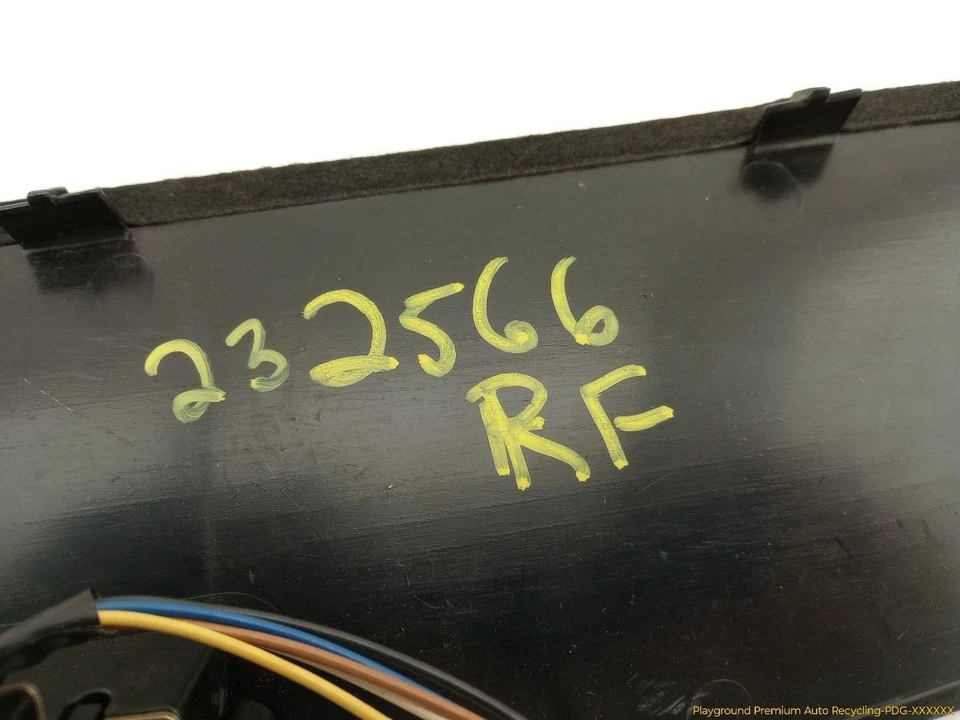 232566
RF
Playground Premium Auto Recycling-PDG-XXXXXX